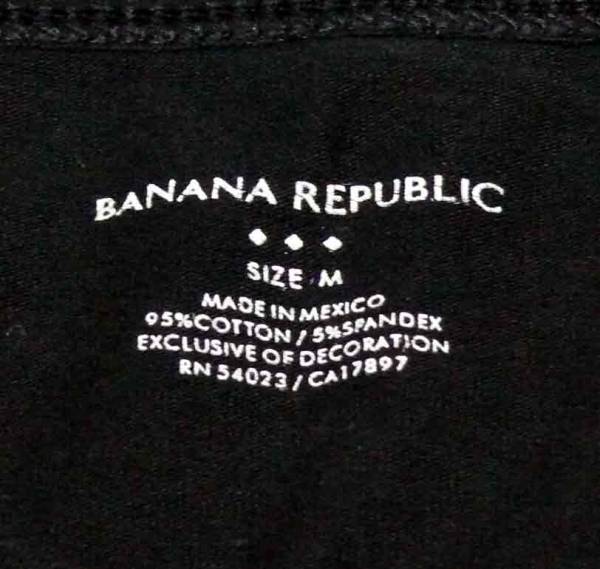 BANANA REPUBLIC
SIZE M
MADE IN MEXICO
95%COTTON / 5%SPANDEX
EXCLUSIVE OF DECORATION
RN 54023 / CA17897